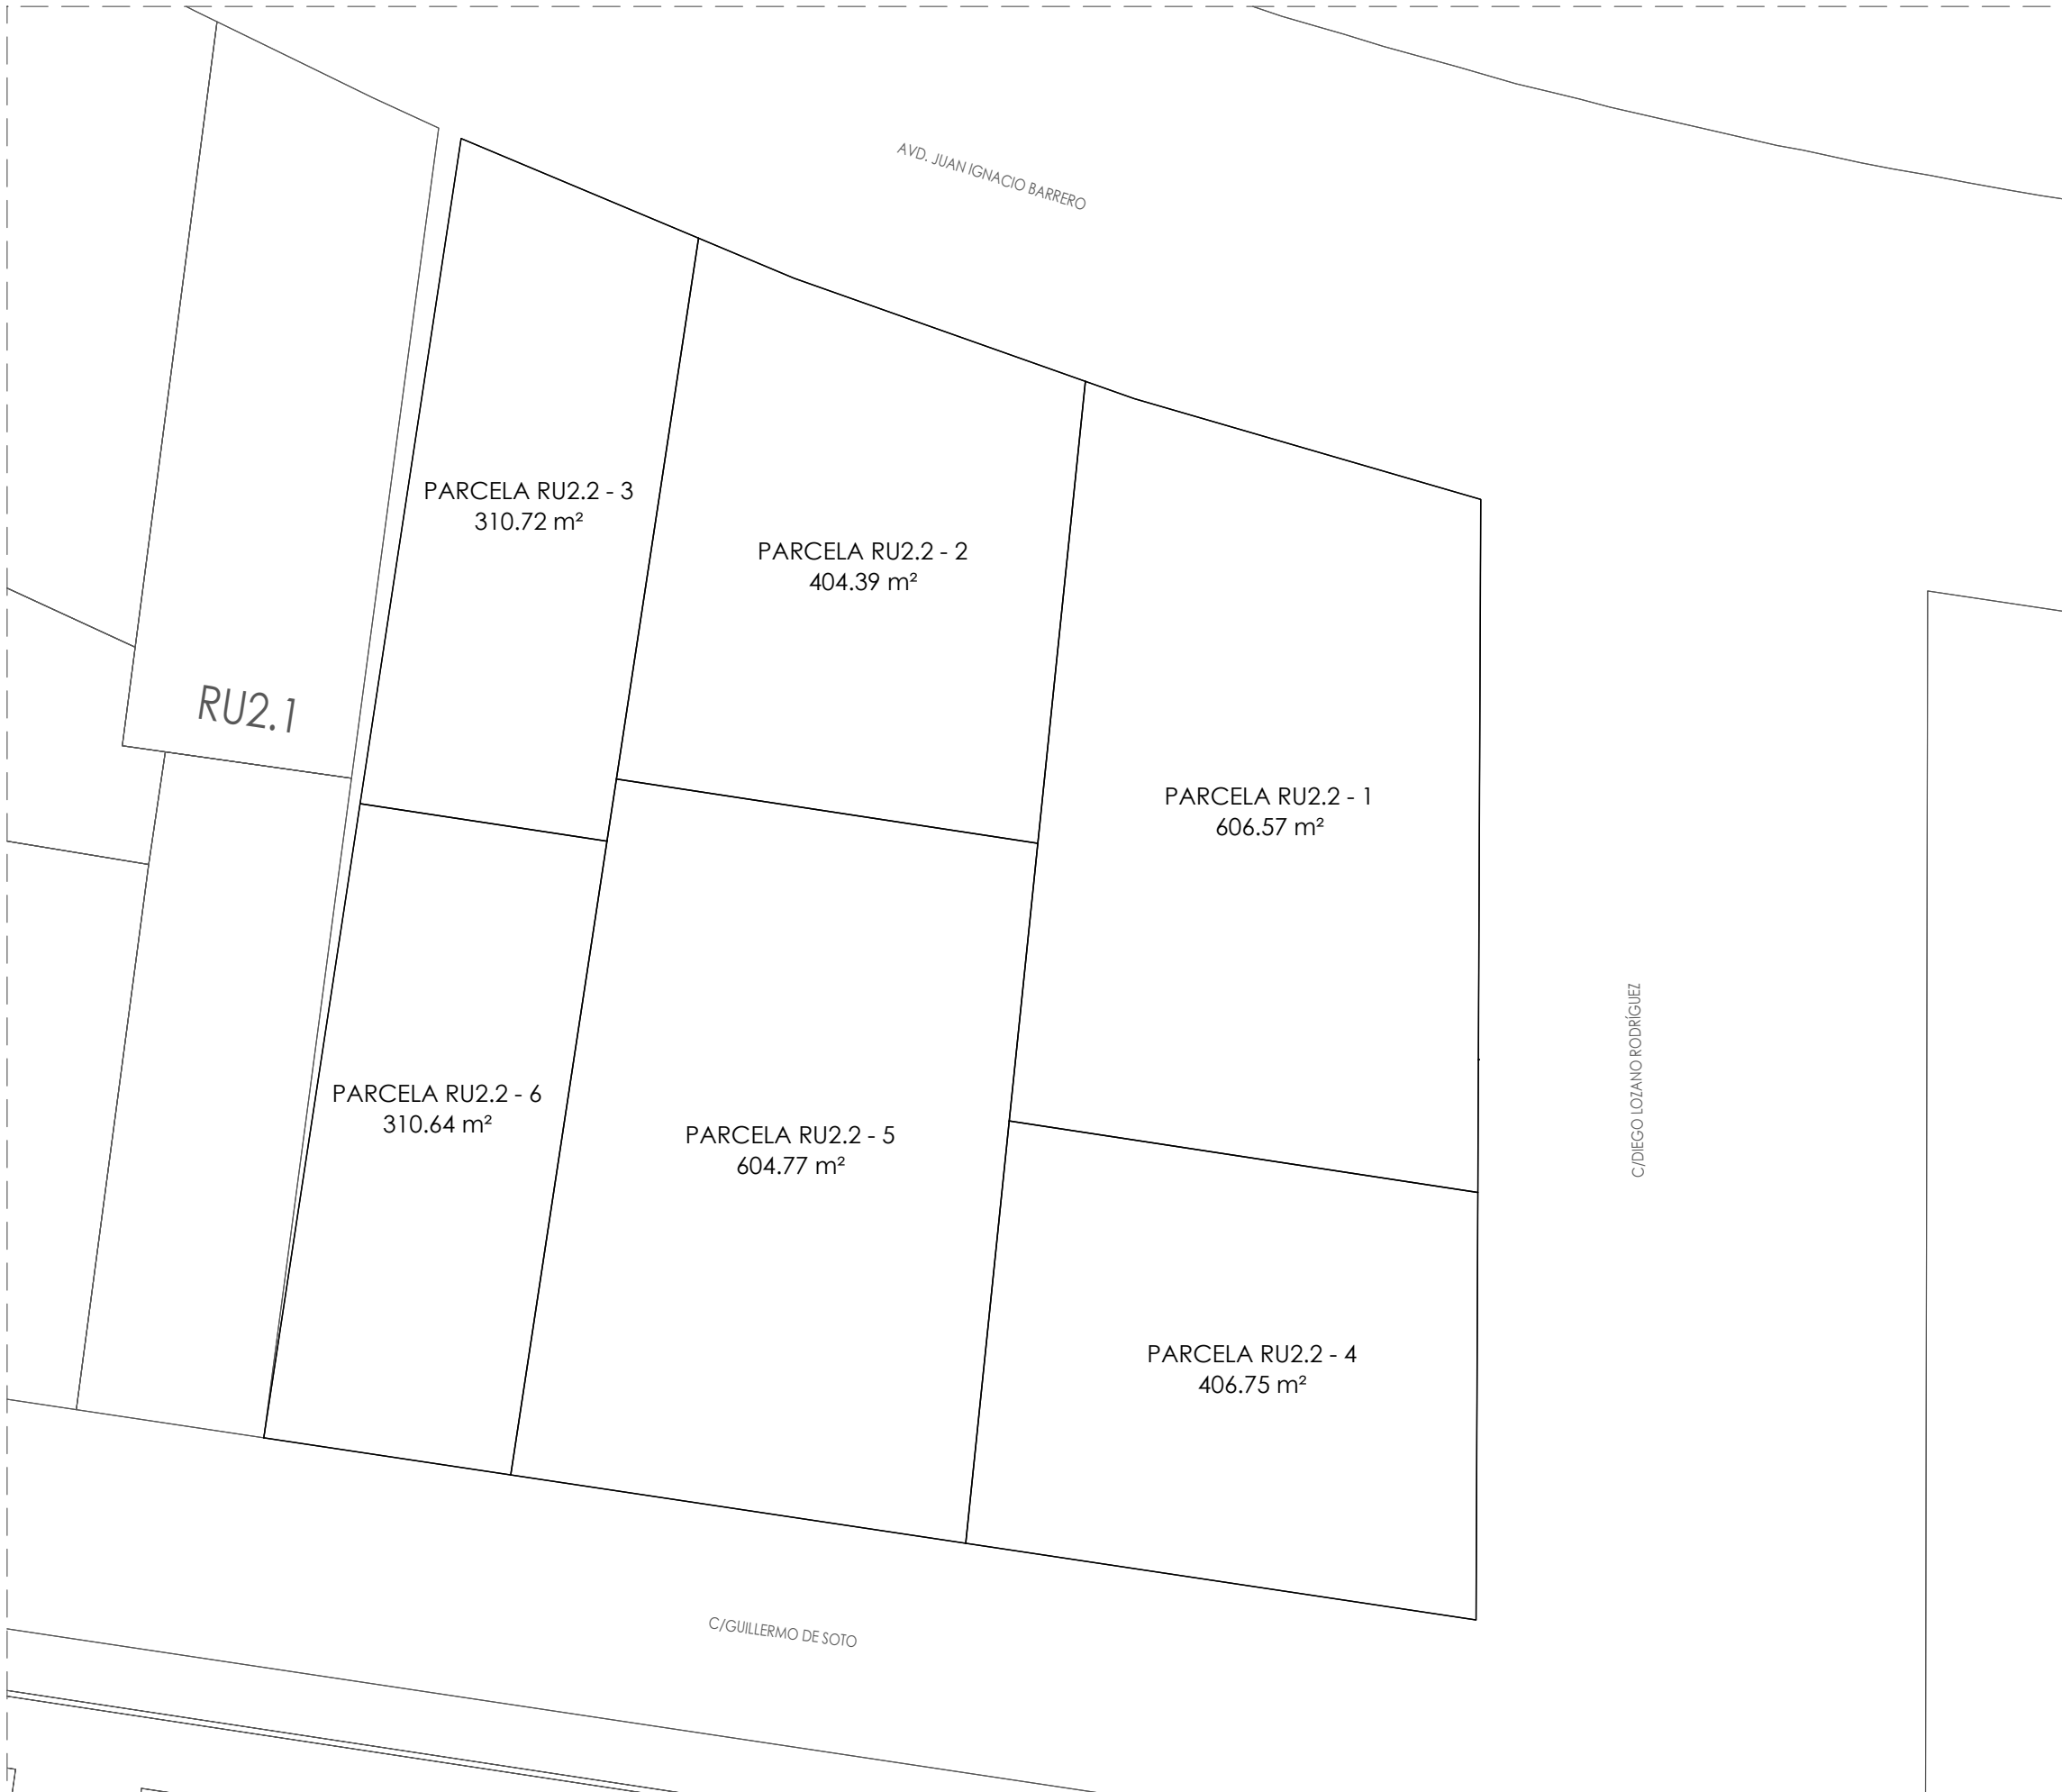 AVD. JUAN IGNACIO BARRERO
PARCELA RU2.2 - 3
310.72 m²
PARCELA RU2.2 - 2
404.39 m²
RU2.1
PARCELA RU2.2 - 1
606.57 m²
C/DIEGO LOZANO RODRÍGUEZ
PARCELA RU2.2 - 6
310.64 m²
PARCELA RU2.2 - 5
604.77 m²
PARCELA RU2.2 - 4
406.75 m²
C/GUILLERMO DE SOTO